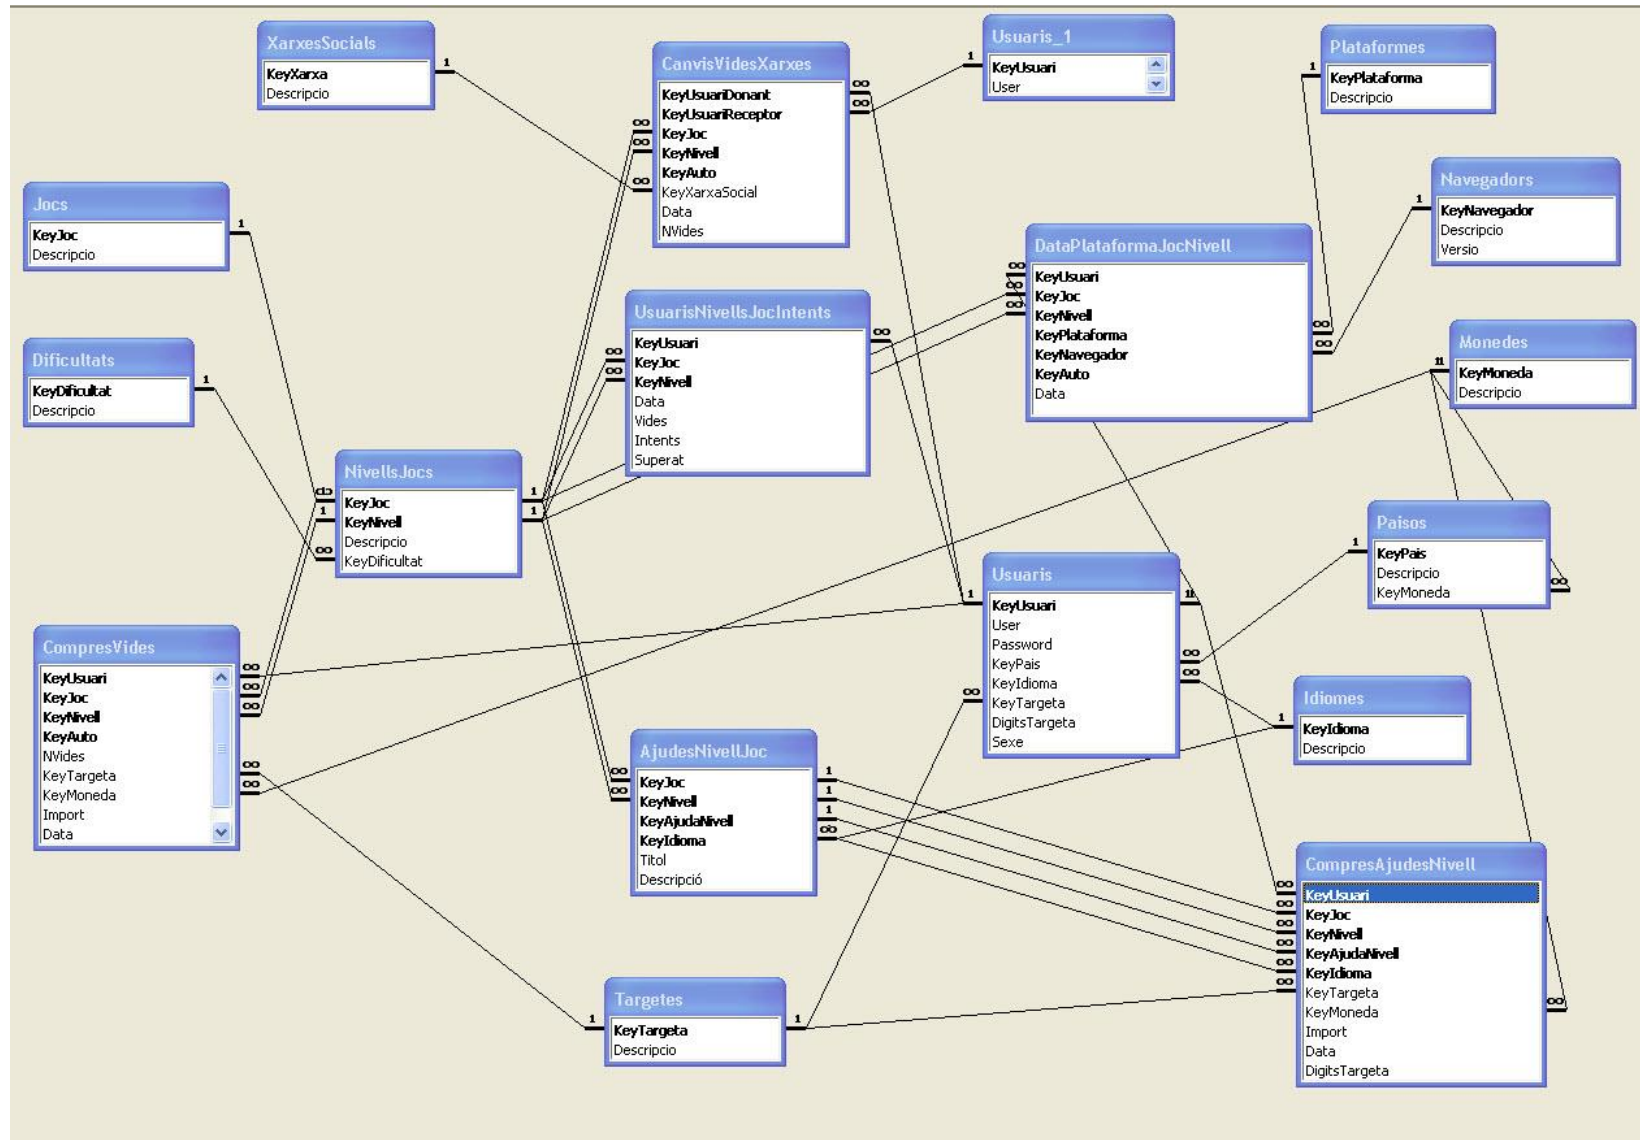 XarxesSocials
KeyXarxa
Descripcio
CanvisVidesXarxes
KeyUsuariDonant
KeyUsuariReceptor
KeyJoc
KeyNivell
KeyAuto
KeyXarxaSocial
Data
NVides
Usuaris_1
KeyUsuari
User
Plataformes
KeyPlataforma
Descripcio
Navegadors
KeyNavegador
Descripcio
Versio
Jocs
KeyJoc
Descripcio
DataPlataformaJocNivell
KeyUsuari
KeyJoc
KeyNivell
KeyPlataforma
KeyNavegador
KeyAuto
Data
UsuarisNivellsJocIntents
KeyUsuari
KeyJoc
KeyNivell
Data
Vides
Intents
Superat
Monedes
KeyMoneda
Descripcio
Dificultats
KeyDificultat
Descripcio
NivellsJocs
KeyJoc
KeyNivell
Descripcio
KeyDificultat
Paisos
KeyPais
Descripcio
KeyMoneda
Usuaris
KeyUsuari
User
Password
KeyPais
KeyIdioma
KeyTargeta
DigitsTargeta
Sexe
CompresVides
KeyUsuari
KeyJoc
KeyNivell
KeyAuto
NVides
KeyTargeta
KeyMoneda
Import
Data
Idiomes
KeyIdioma
Descripcio
AjudesNivellJoc
KeyJoc
KeyNivell
KeyAjudaNivell
KeyIdioma
Titol
Descripció
CompresAjudesNivell
KeyUsuari
KeyJoc
KeyNivell
KeyAjudaNivell
KeyIdioma
KeyTargeta
KeyMoneda
Import
Data
DigitsTargeta
Targetes
KeyTargeta
Descripcio